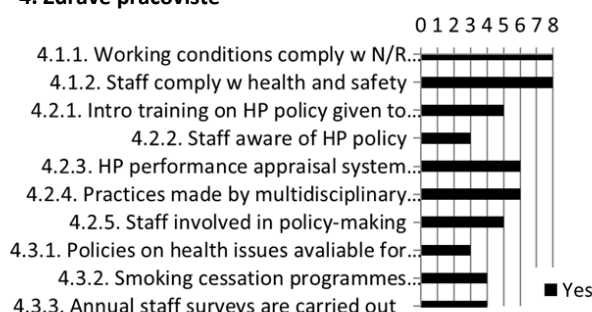 4. Zdravé pracoviště
0 1 2 3 4 5 6 7 8
4.1.1. Working conditions comply w N/R...
4.1.2. Staff comply w health and safety
4.2.1. Intro training on HP policy given to...
4.2.2. Staff aware of HP policy
4.2.3. HP performance appraisal system...
4.2.4. Practices made by multidisciplinary...
4.2.5. Staff involved in policy-making
4.3.1. Policies on health issues avaliable for...
4.3.2. Smoking cessation programmes...
Yes
4.3.3. Annual staff surveys are carried out